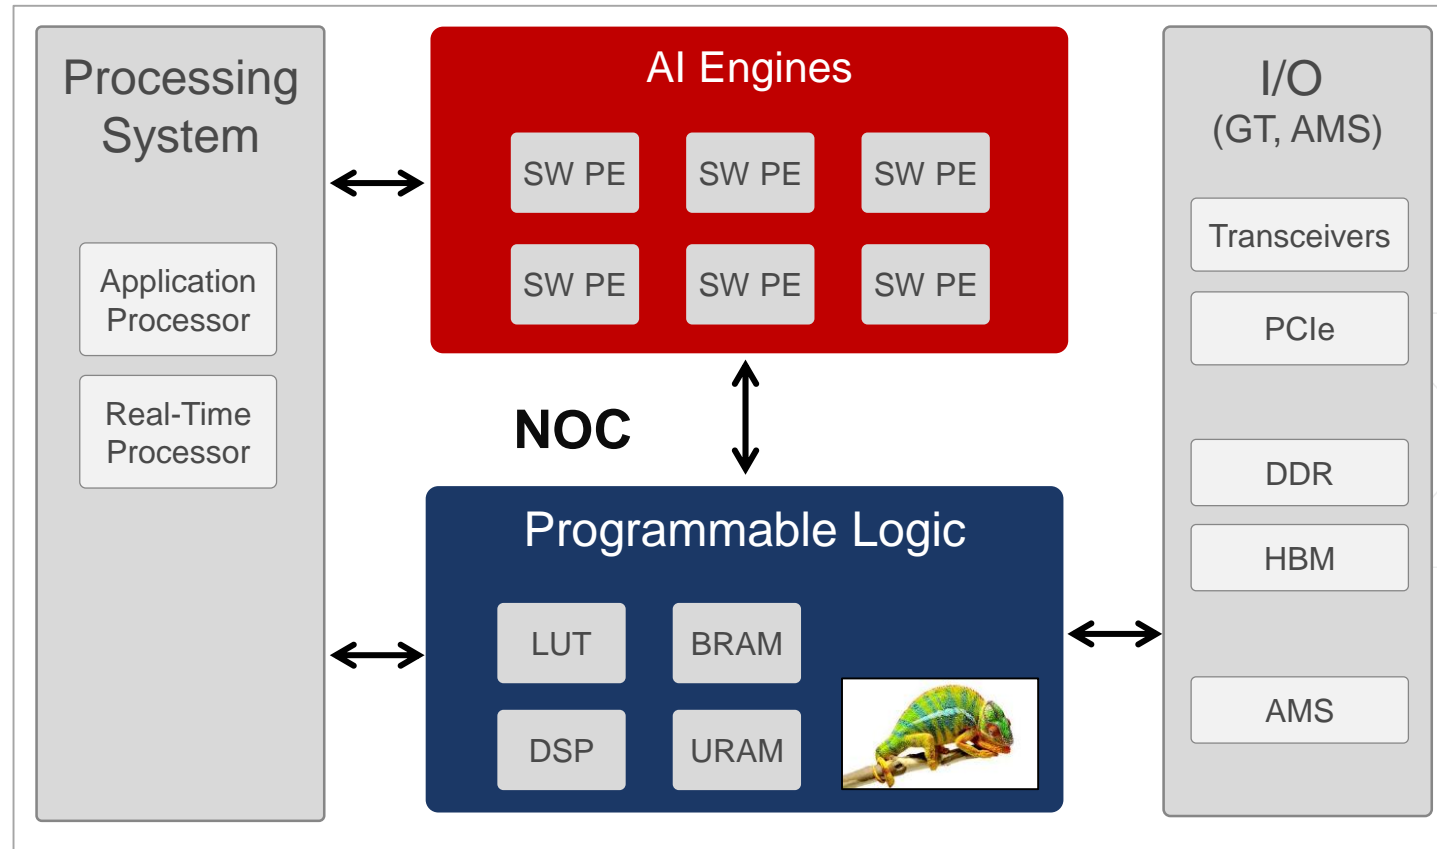 Processing
System
Application
Processor
Real-Time
Processor
AI Engines
SW PE
SW PE
SW PE
SW PE
SW PE
SW PE
NOC
Programmable Logic
LUT
BRAM
DSP
URAM
I/O
(GT, AMS)
Transceivers
PCIe
DDR
HBM
AMS